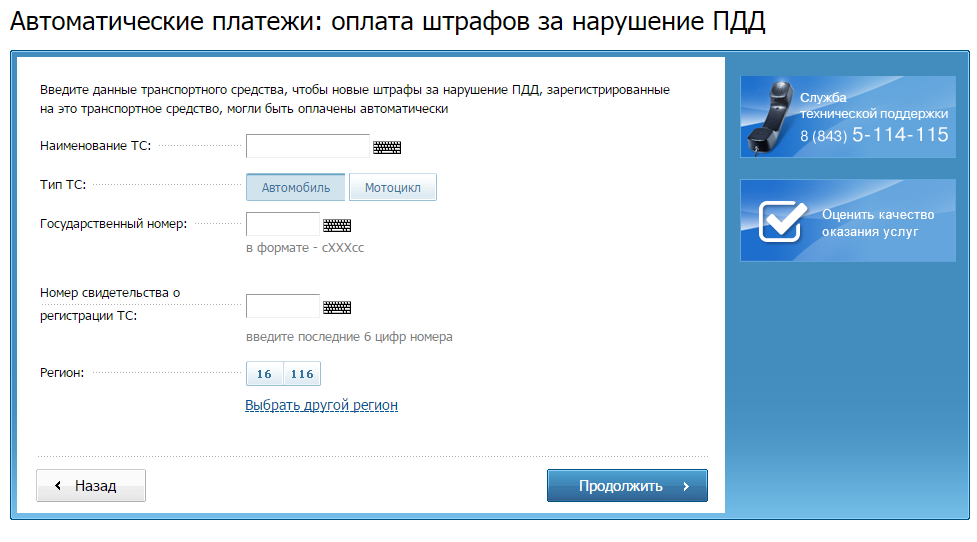 Автоматические платежи: оплата штрафов за нарушение ПДД
Введите данные транспортного средства, чтобы новые штрафы за нарушение ПДД, зарегистрированные
на это транспортное средство, могли быть оплачены автоматически
Наименование ТС:
Тип ТС:
Автомобиль
Мотоцикл
Государственный номер:
в формате - сХХХсс
Номер свидетельства о
регистрации ТС:
введите последние 6 цифр номера
Регион:
16
116
Выбрать другой регион
Назад
Продолжить
Служба
технической поддержки
8 (843) 5-114-115
Оценить качество
оказания услуг